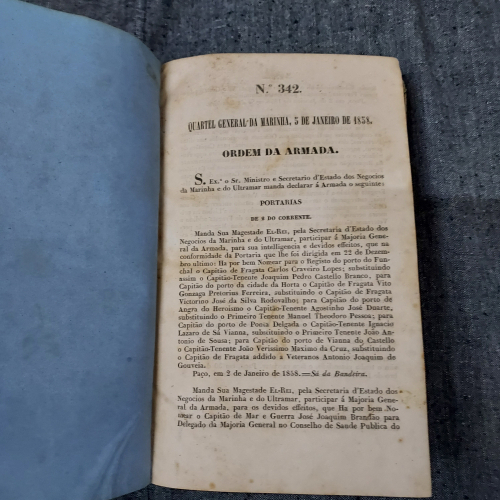 N.º 342.
QUARTEL GENERAL DA MARINHA, 5 DE JANEIRO DE 1858.
ORDEM DA ARMADA.
S. Ex.ª o Sr. Ministro e Secretario d'Estado dos Negocios
da Marinha e do Ultramar manda declarar á Armada o seguinte:
PORTARIAS
DE 2 DO CORRENTE.
Manda Sua Magestade El-Rei, pela Secretaria d'Estado dos
Negocios da Marinha e do Ultramar, participar á Majoria Gene-
ral da Armada, para sua intelligencia e devidos effeitos, que na
conformidade da Portaria que lhe foi dirigida em 22 de Dezem-
bro ultimo: Ha por bem Nomear para o Registo do porto do Fun-
chal o Capitão de Fragata Carlos Craveiro Lopes; substituindo
assim o Capitão-Tenente Joaquim Pedro Castello Branco, para
Capitão do porto da cidade da Horta o Capitão de Fragata Vito
Gonzaga Pretorius Ferreira, substituindo o Capitão de Fragata
Victorino José da Silva Rodovalho; para Capitão do porto de
Angra do Heroismo o Capitão-Tenente Agostinho José Duarte,
substituindo o Primeiro Tenente Manuel Theodoro Pessoa; para
Capitão do porto de Ponta Delgada o Capitão-Tenente Ignacio
Lazaro de Sá Vianna, substituindo o Primeiro Tenente João Anto-
nio de Sousa; para Capitão do porto de Vianna do Castello
o Capitão-Tenente João Verissimo Maximo da Cruz, substituindo
o Capitão de Fragata addido á Veteranos Antonio Joaquim de
Gouveia.
Paço, em 2 de Janeiro de 1858.=Sá da Bandeira.
Manda Sua Magestade El-Rei, pela Secretaria d'Estado dos
Negocios da Marinha e do Ultramar, participar á Majoria Gene-
ral da Armada, para os devidos effeitos, que Ha por bem No-
mear o Capitão de Mar e Guerra José Joaquim Brandão para
Delegado da Majoria General no Conselho de Saude Publica do